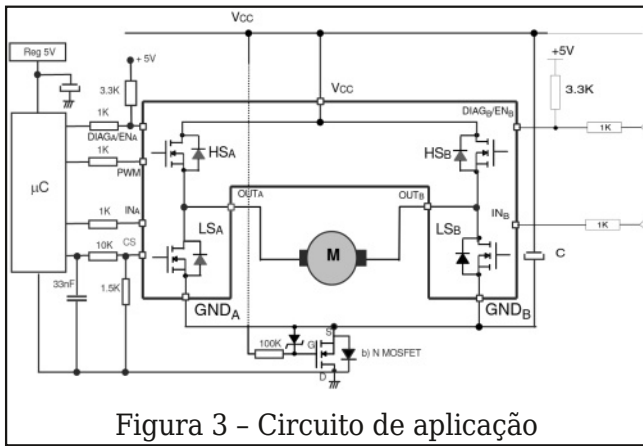 VCC
Reg 5V
+ 5V
+5V
3.3K
3.3K
VCC
1K
DIAGA/ENA
DIAGB/ENB
1K
HSA
HSB
1K
PWM
µC
OUTA
OUTB
1K
INA
INB
1K
LSA
LSB
M
CS
10K
C
33nF
1.5K
GNDA
GNDB
S
100K
G
b) N MOSFET
D
Figura 3 – Circuito de aplicação